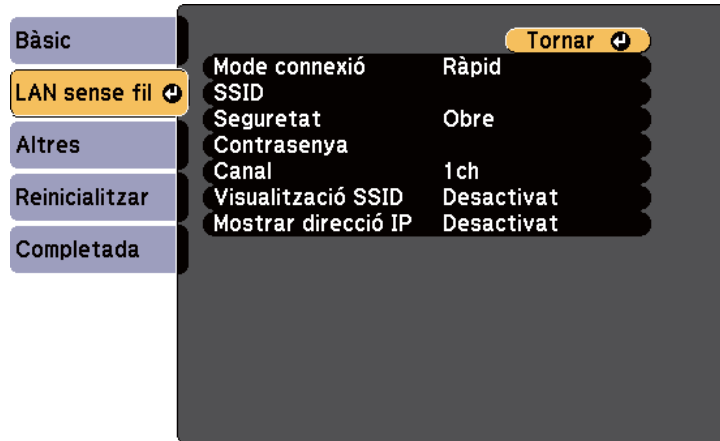 Bàsic
LAN sense fil
Altres
Reinicialitzar
Completada
Tornar
Mode connexió Ràpid
SSID
Seguretat Obre
Contrasenya
Canal 1ch
Visualització SSID Desactivat
Mostrar direcció IP Desactivat